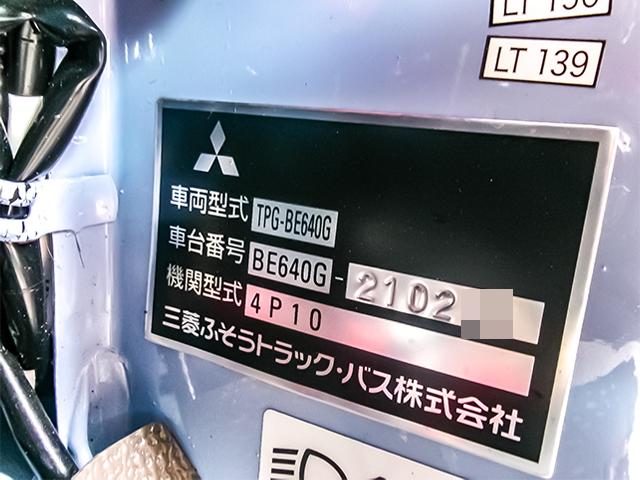 LT 139
車両型式 TPG-BE640G
車台番号 BE640G-2102
機関型式 4P10
三菱ふそうトラック・バス株式会社